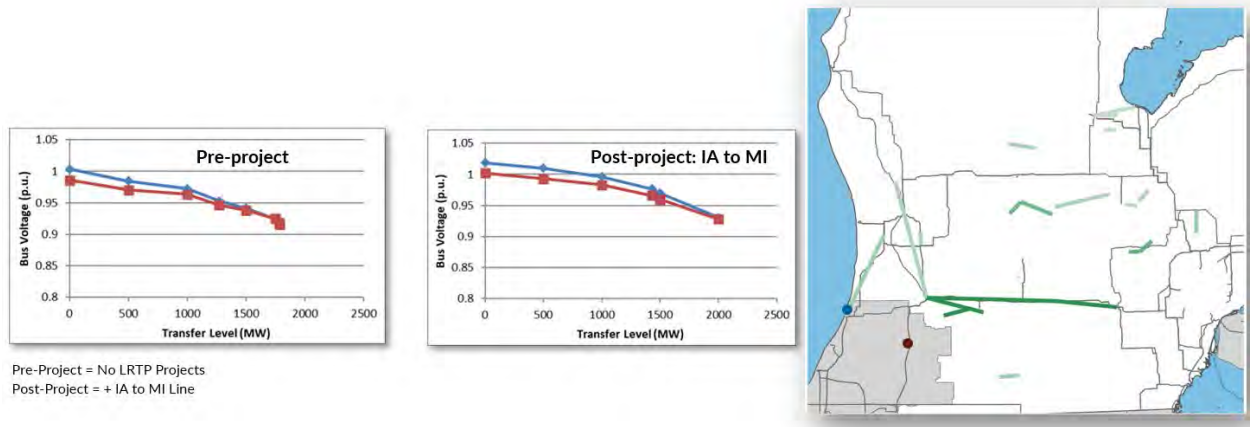 Pre-project
1.05
1
0.95
0.9
0.85
0.8
Bus Voltage (p.u.)
0 500 1000 1500 2000 2500
Transfer Level (MW)
Post-project: IA to MI
1.05
1
0.95
0.9
0.85
0.8
Bus Voltage (p.u.)
0 500 1000 1500 2000 2500
Transfer Level (MW)
Pre-Project = No LRTP Projects
Post-Project = + IA to MI Line